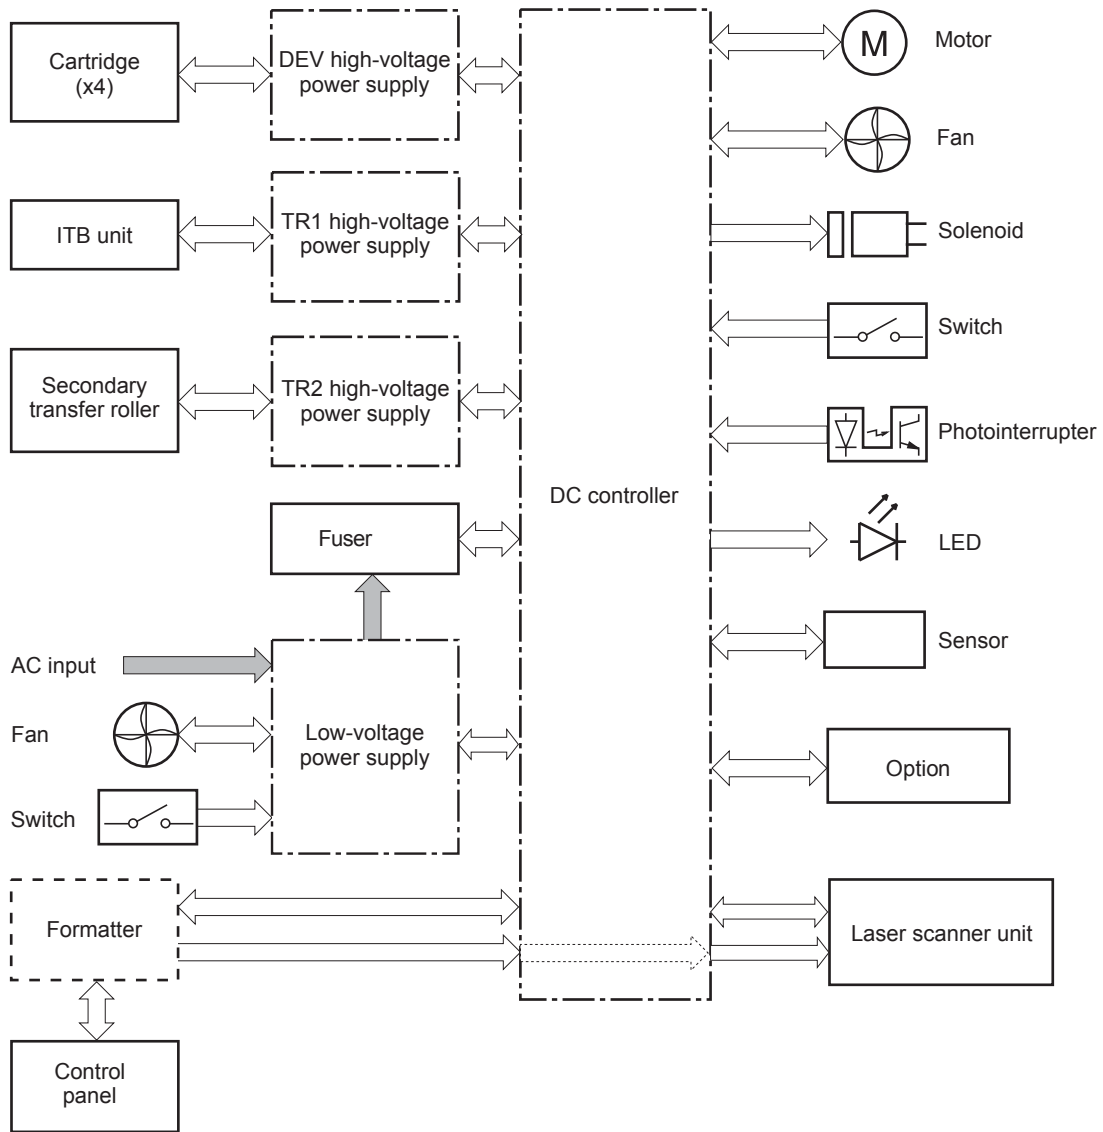 Cartridge
(x4)
DEV high-voltage
power supply
Motor
M
Fan
ITB unit
TR1 high-voltage
power supply
Solenoid
Switch
Secondary
transfer roller
TR2 high-voltage
power supply
Photointerrupter
DC controller
Fuser
LED
AC input
Sensor
Fan
Low-voltage
power supply
Option
Switch
Formatter
Laser scanner unit
Control
panel